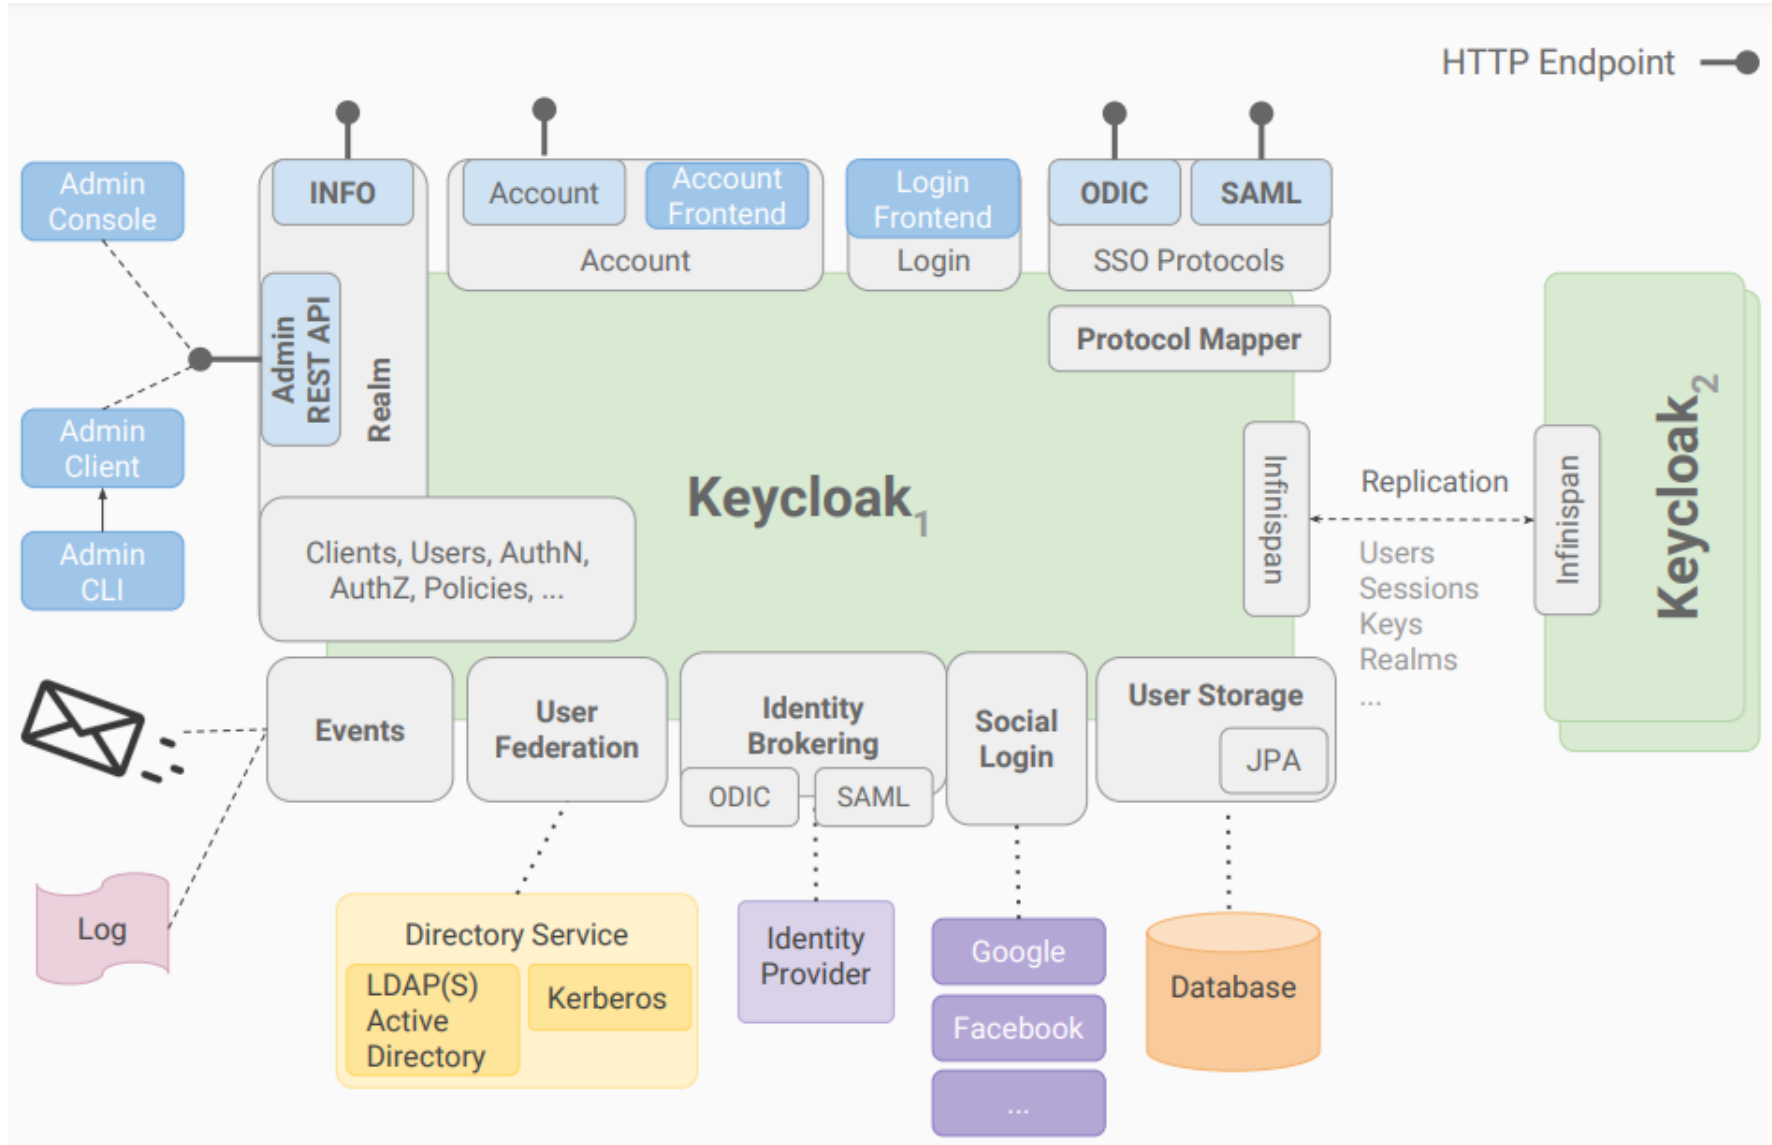 HTTP Endpoint
Admin
Console
INFO
Account
Account
Frontend
Account
Login
Frontend
Login
ODIC
SAML
SSO Protocols
Protocol Mapper
Admin
REST API
Realm
Admin
Client
Admin
CLI
Clients, Users, AuthN,
AuthZ, Policies, ...
Keycloak1
Infinispan
Replication
Users
Sessions
Keys
Realms
...
Infinispan
Keycloak2
Events
User
Federation
Identity
Brokering
ODIC
SAML
Social
Login
User Storage
JPA
Log
Directory Service
LDAP(S)
Active
Directory
Kerberos
Identity
Provider
Google
Facebook
...
Database